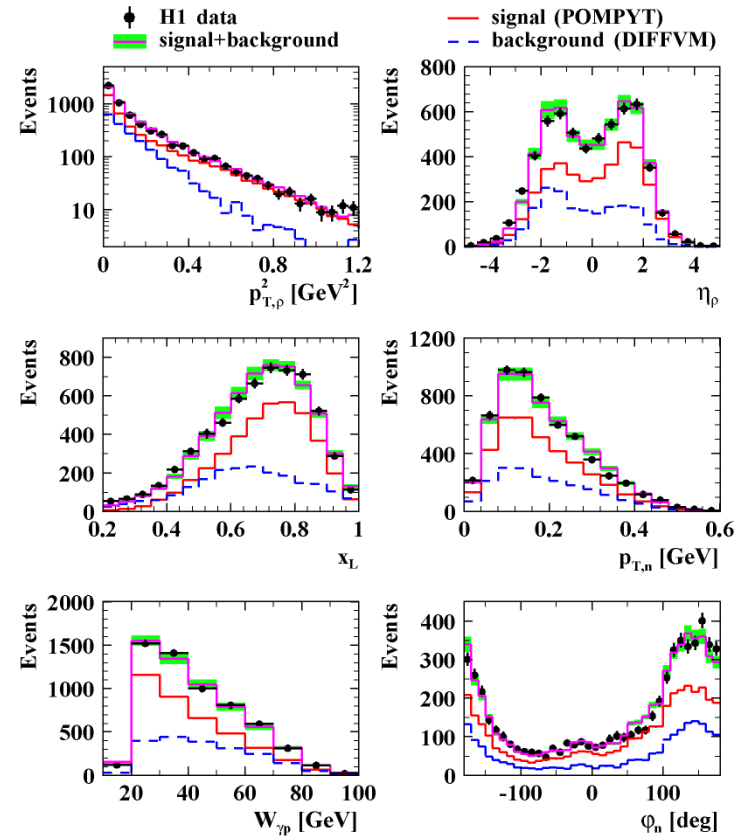 H1 data
signal (POMPYT)
signal+background
background (DIFFVM)
Events
1000
100
10
0 0.4 0.8 1.2
p²T,ρ [GeV²]
Events
800
600
400
200
0
-4 -2 0 2 4
ηρ
Events
800
600
400
200
0
0.2 0.4 0.6 0.8 1
xL
Events
1200
800
400
0
0 0.2 0.4 0.6
pT,n [GeV]
Events
2000
1500
1000
500
0
20 40 60 80 100
Wγp [GeV]
Events
400
300
200
100
0
-100 0 100
φn [deg]